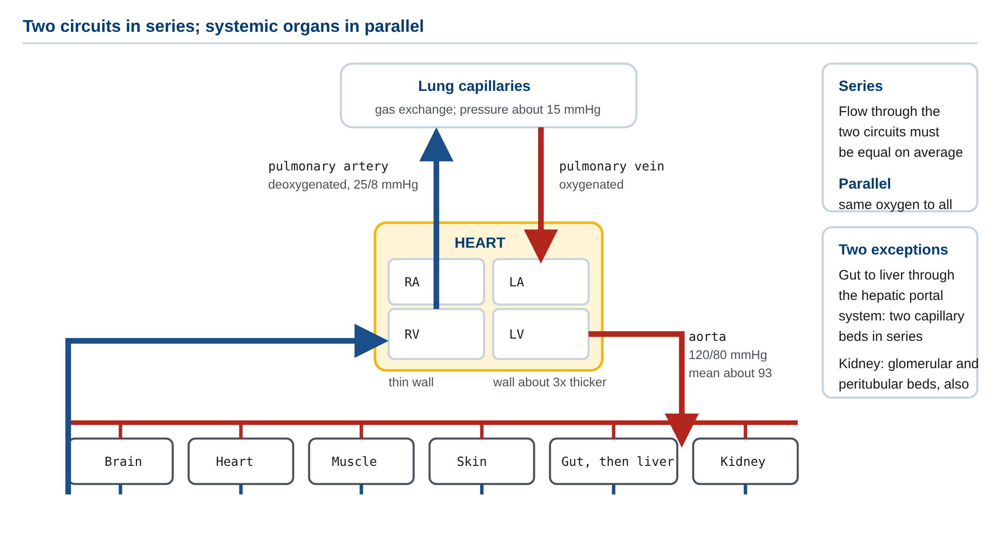 Two circuits in series; systemic organs in parallel
Lung capillaries
gas exchange; pressure about 15 mmHg
pulmonary artery
deoxygenated, 25/8 mmHg
pulmonary vein
oxygenated
HEART
RA
LA
RV
LV
thin wall
wall about 3x thicker
aorta
120/80 mmHg
mean about 93
Brain
Heart
Muscle
Skin
Gut, then liver
Kidney
Series
Flow through the
two circuits must
be equal on average
Parallel
same oxygen to all
Two exceptions
Gut to liver through
the hepatic portal
system: two capillary
beds in series
Kidney: glomerular and
peritubular beds, also